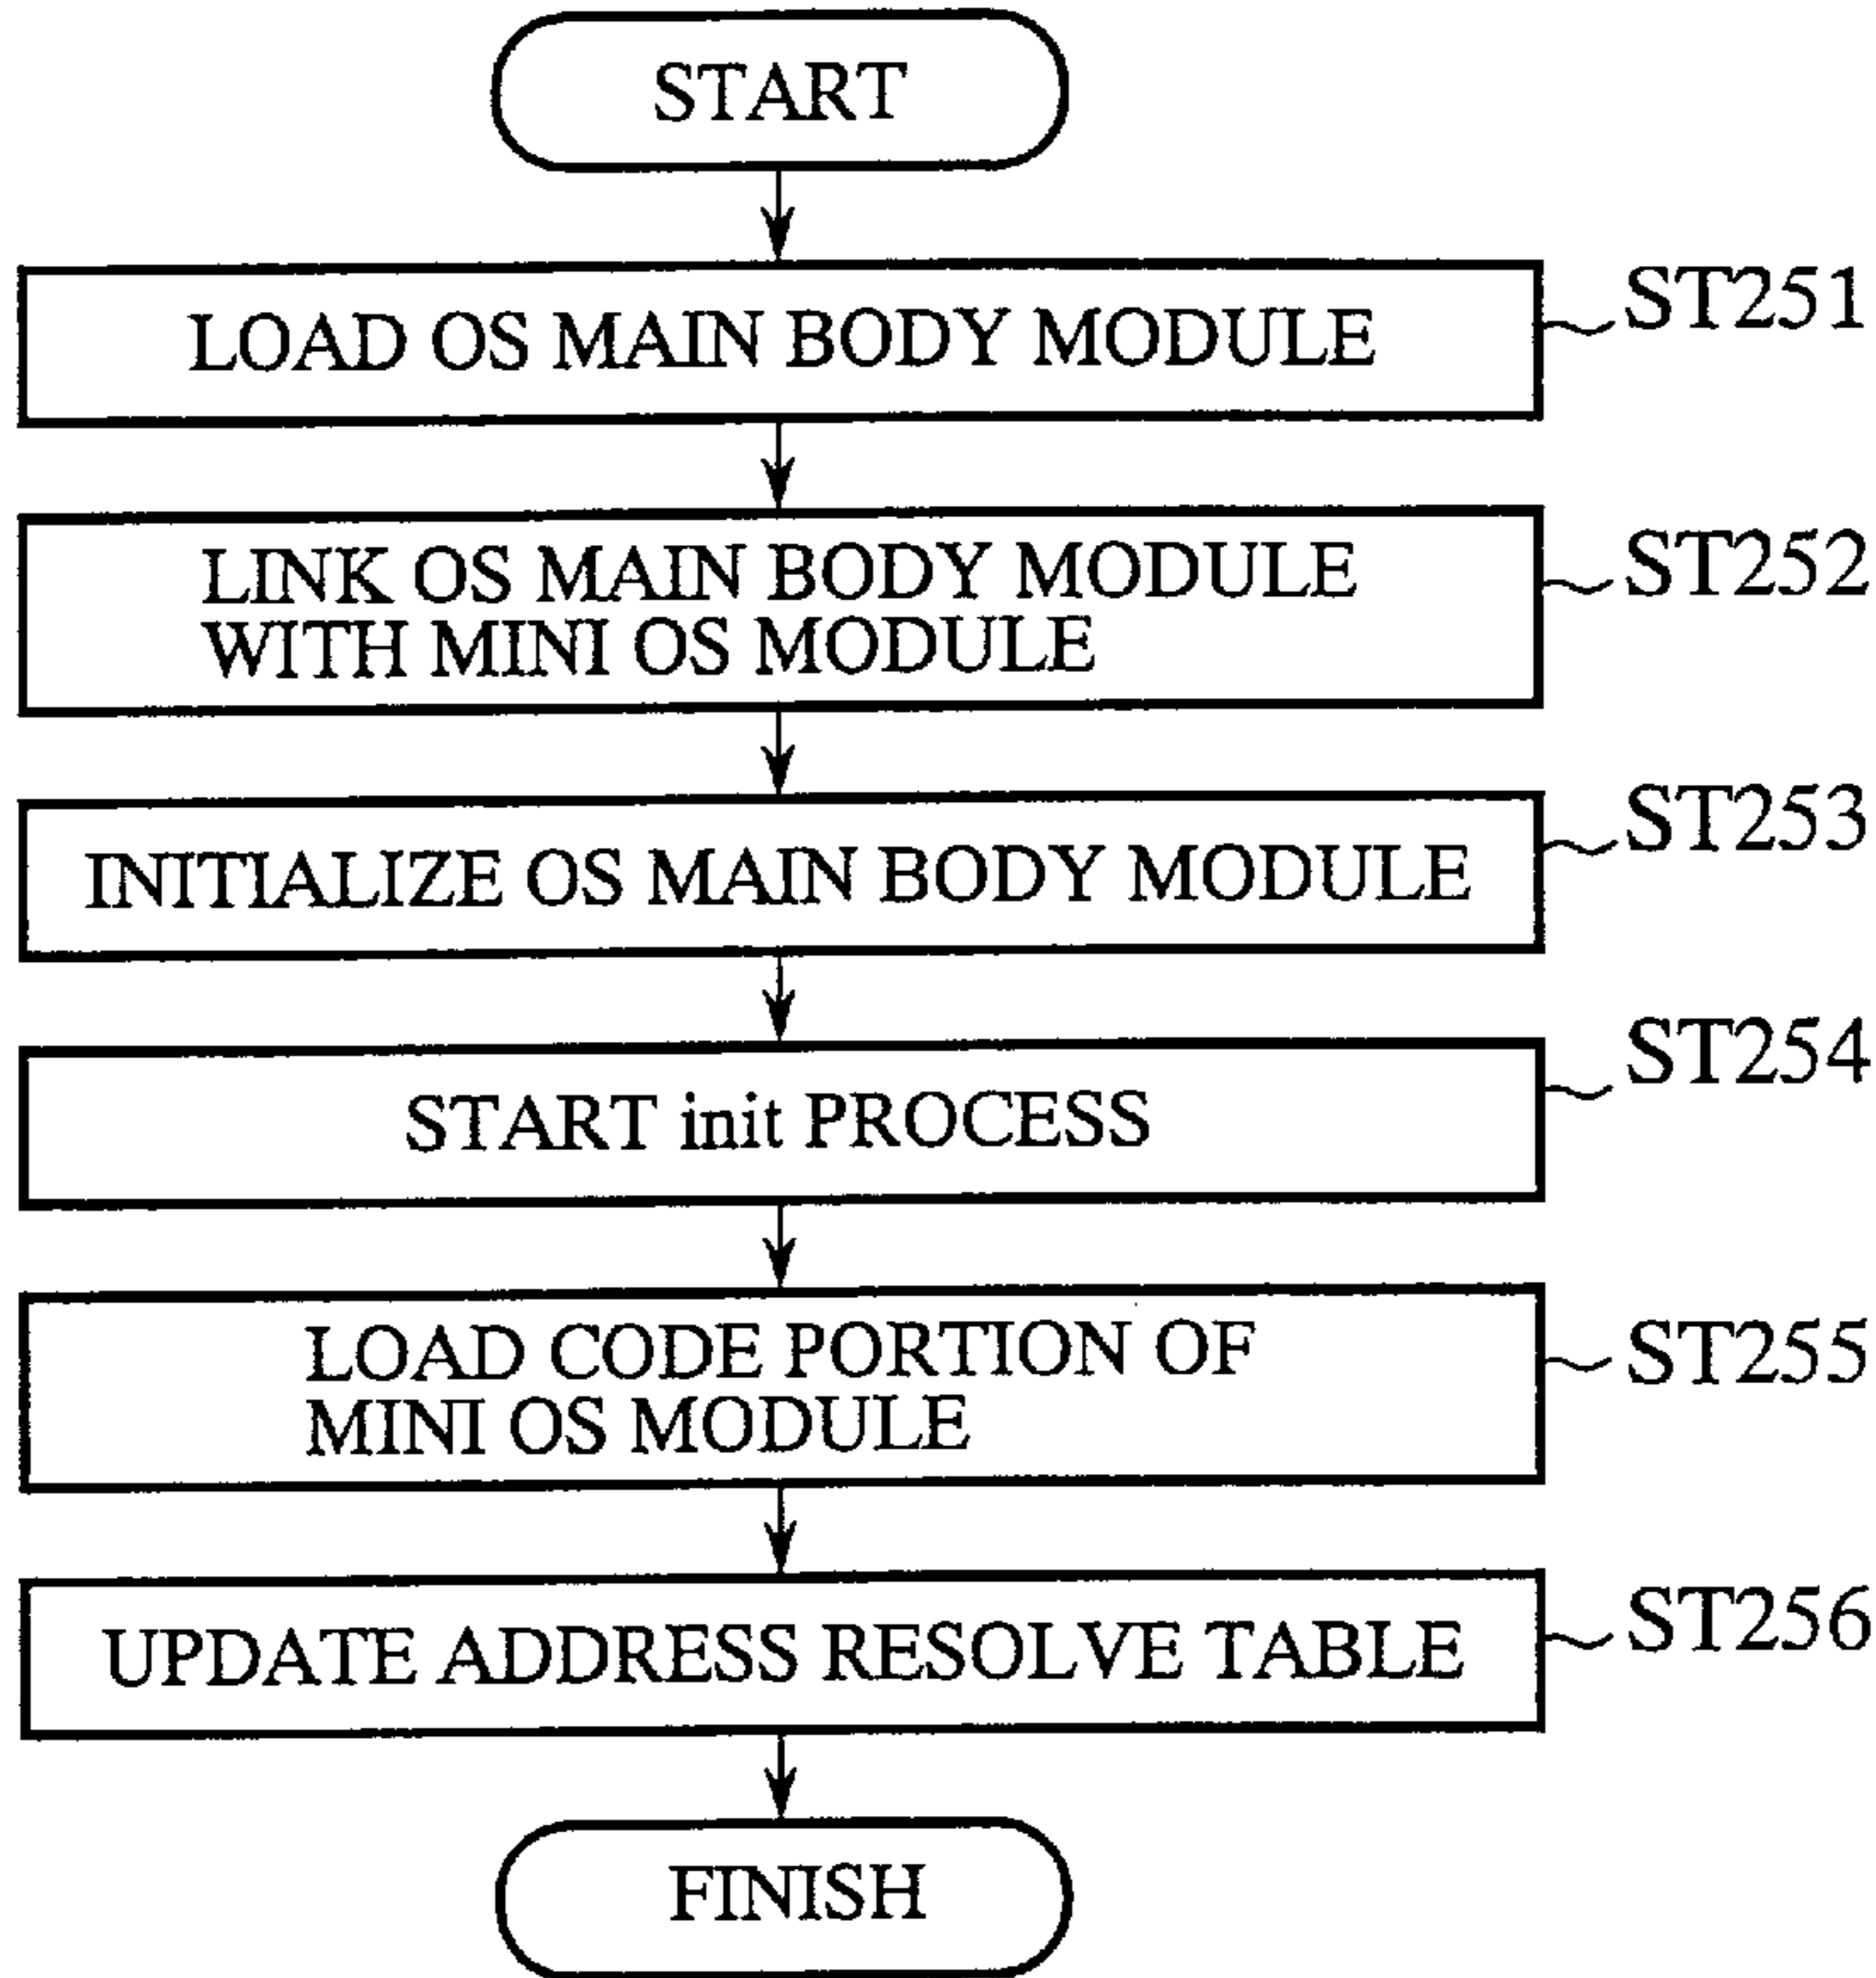 START
LOAD OS MAIN BODY MODULE
ST251
LINK OS MAIN BODY MODULE
WITH MINI OS MODULE
ST252
INITIALIZE OS MAIN BODY MODULE
ST253
START init PROCESS
ST254
LOAD CODE PORTION OF
MINI OS MODULE
ST255
UPDATE ADDRESS RESOLVE TABLE
ST256
FINISH